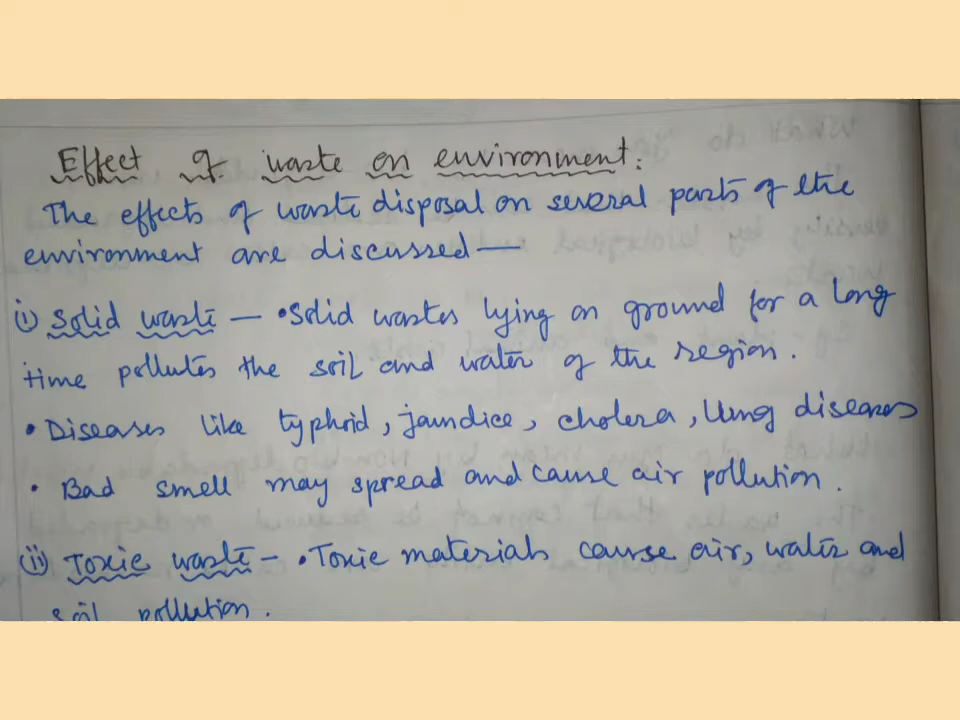 Effect of waste on environment:
The effects of waste disposal on several parts of the
environment are discussed —
i) Solid waste — •Solid wastes lying on ground for a long
time pollutes the soil and water of the region.
• Diseases like typhoid, jaundice, cholera, lung diseases
• Bad smell may spread and cause air pollution.
ii) Toxic waste – • Toxic materials cause air, water and
soil pollution.